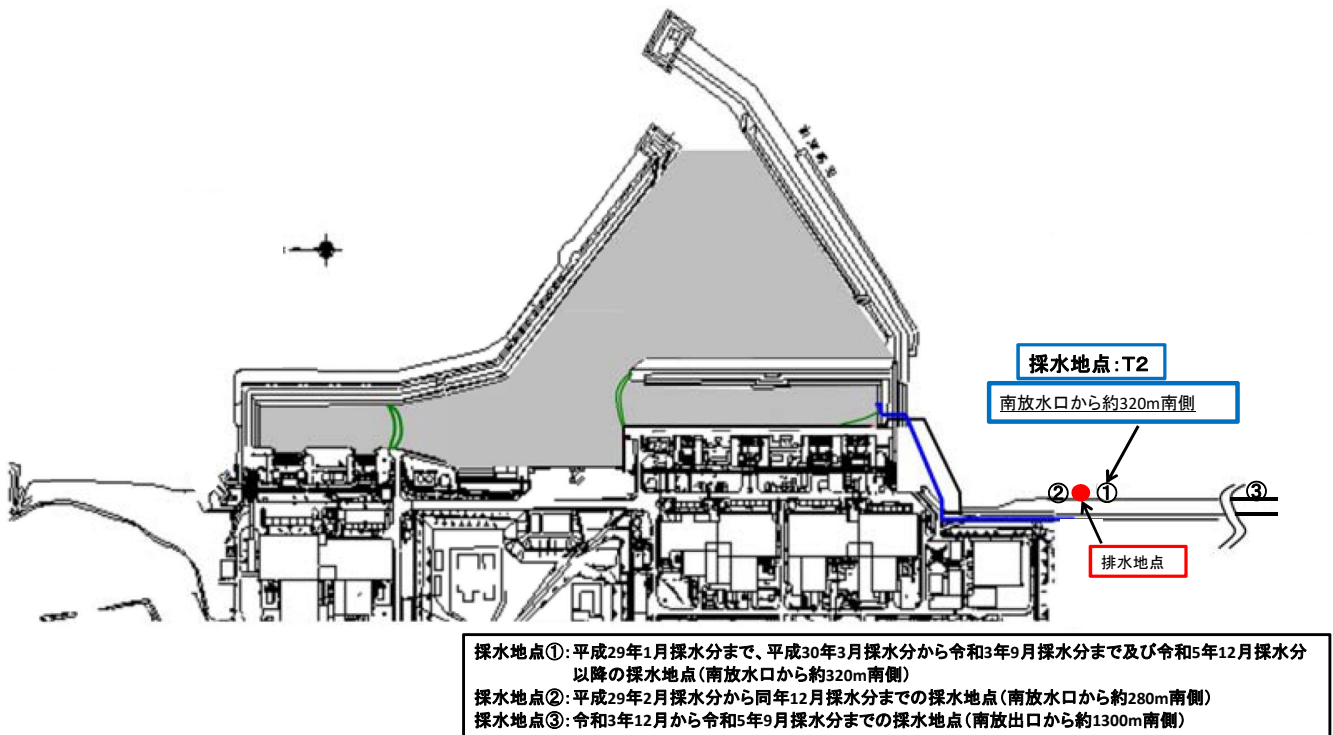 採水地点：T2
南放水口から約320m南側
② ① ③
排水地点
採水地点①：平成29年1月採水分まで、平成30年3月採水分から令和3年9月採水分まで及び令和5年12月採水分
以降の採水地点（南放水口から約320m南側）
採水地点②：平成29年2月採水分から同年12月採水分までの採水地点（南放水口から約280m南側）
採水地点③：令和3年12月から令和5年9月採水分までの採水地点（南放出口から約1300m南側）